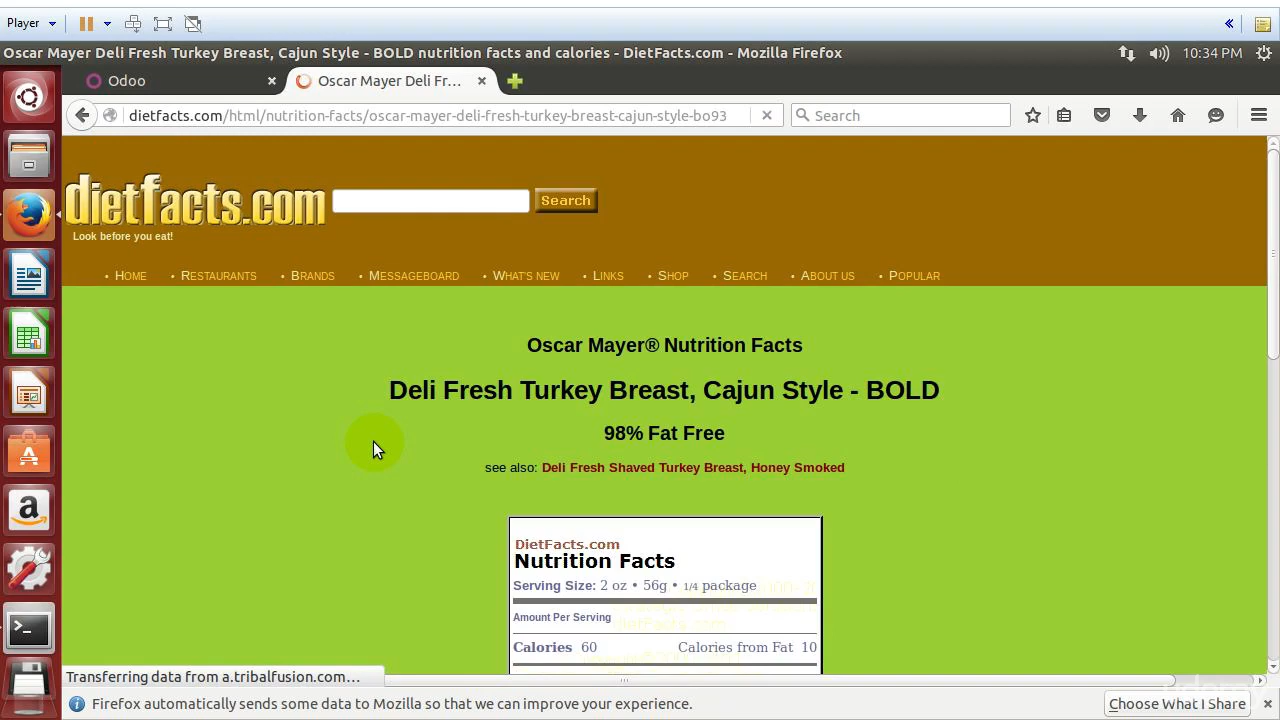 Player
Oscar Mayer Deli Fresh Turkey Breast, Cajun Style - BOLD nutrition facts and calories - DietFacts.com - Mozilla Firefox
10:34 PM
Odoo
Oscar Mayer Deli Fr...
dietfacts.com/html/nutrition-facts/oscar-mayer-deli-fresh-turkey-breast-cajun-style-bo93
Search
dietfacts.com
Search
Look before you eat!
• Home • Restaurants • Brands • Messageboard • What's new • Links • Shop • Search • About us • Popular
Oscar Mayer® Nutrition Facts
Deli Fresh Turkey Breast, Cajun Style - BOLD
98% Fat Free
see also: Deli Fresh Shaved Turkey Breast, Honey Smoked
DietFacts.com
Nutrition Facts
Serving Size: 2 oz • 56g • 1/4 package
Amount Per Serving
Calories 60 Calories from Fat 10
Transferring data from a.tribalfusion.com...
Firefox automatically sends some data to Mozilla so that we can improve your experience.
Choose What I Share